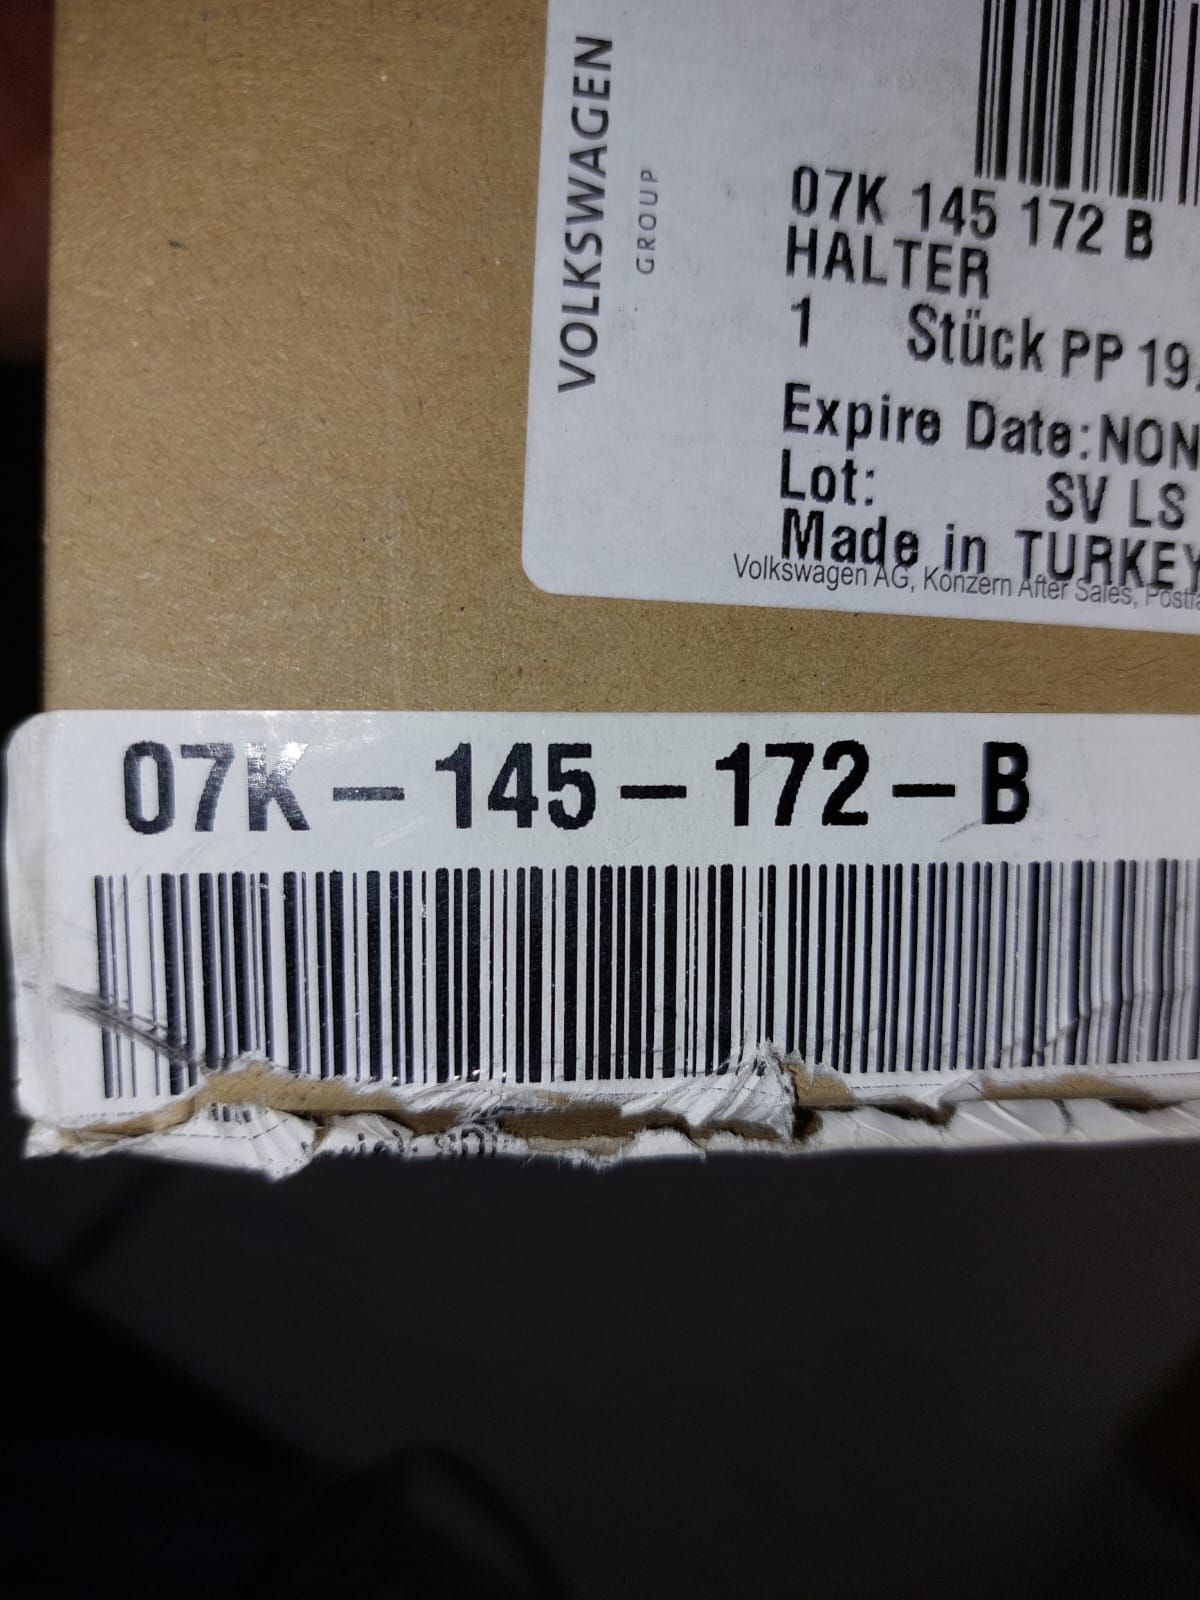 VOLKSWAGEN
GROUP
07K 145 172 B
HALTER
1 Stück PP 19.
Expire Date:NON
Lot: SV LS
Made in TURKEY
Volkswagen AG, Konzern After Sales, Postfa
07K-145-172-B